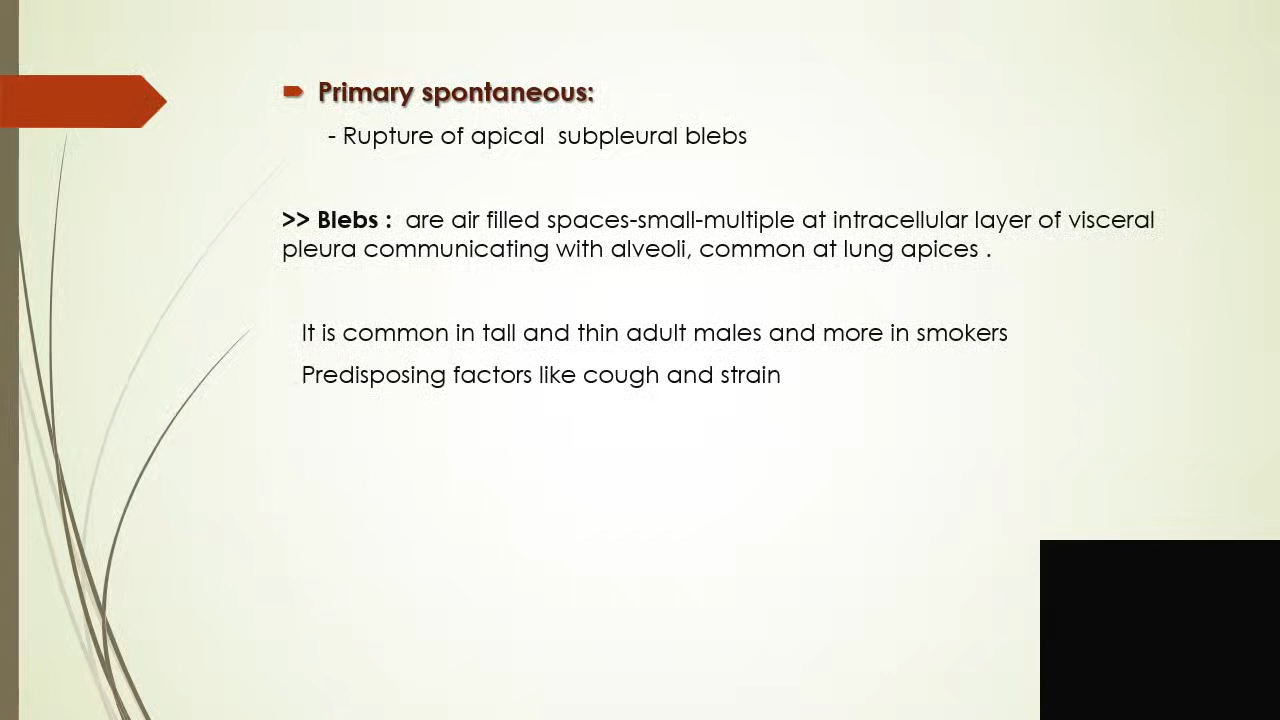 Primary spontaneous:
- Rupture of apical  subpleural blebs
>> Blebs :  are air filled spaces-small-multiple at intracellular layer of visceral
pleura communicating with alveoli, common at lung apices .
It is common in tall and thin adult males and more in smokers
Predisposing factors like cough and strain